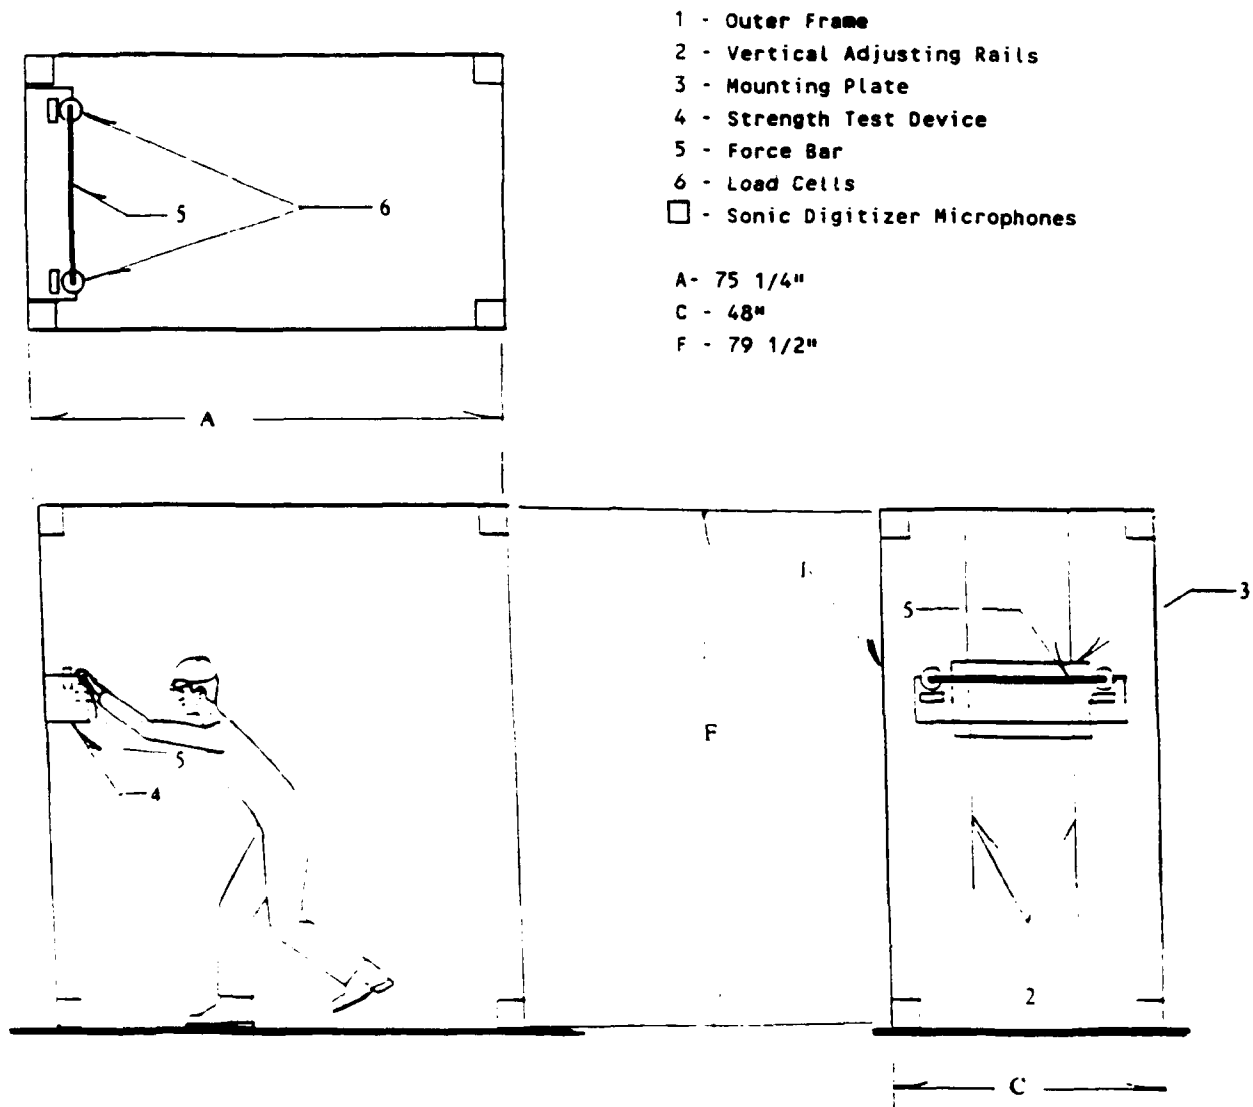 1 - Outer Frame
2 - Vertical Adjusting Rails
3 - Mounting Plate
4 - Strength Test Device
5 - Force Bar
6 - Load Cells
- Sonic Digitizer Microphones
A- 75 1/4"
C - 48"
F - 79 1/2"
5
6
A
1
3
5
F
5
4
2
C